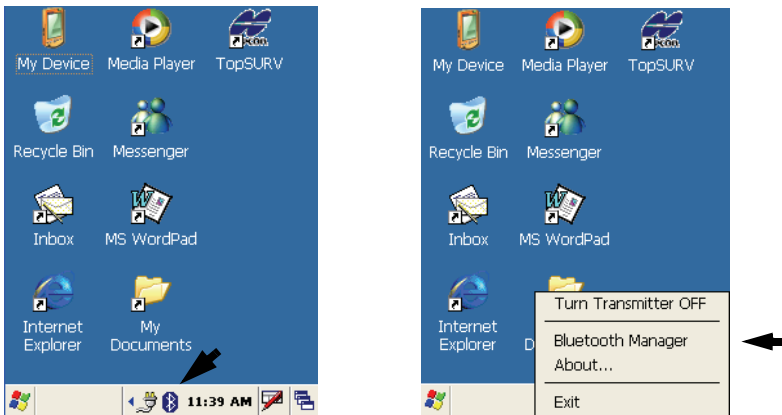 My Device Media Player TopSURV
Recycle Bin Messenger
Inbox MS WordPad
Internet Explorer My Documents
11:39 AM
My Device Media Player TopSURV
Recycle Bin Messenger
Inbox MS WordPad
Internet Explorer D
Turn Transmitter OFF
Bluetooth Manager
About...
Exit